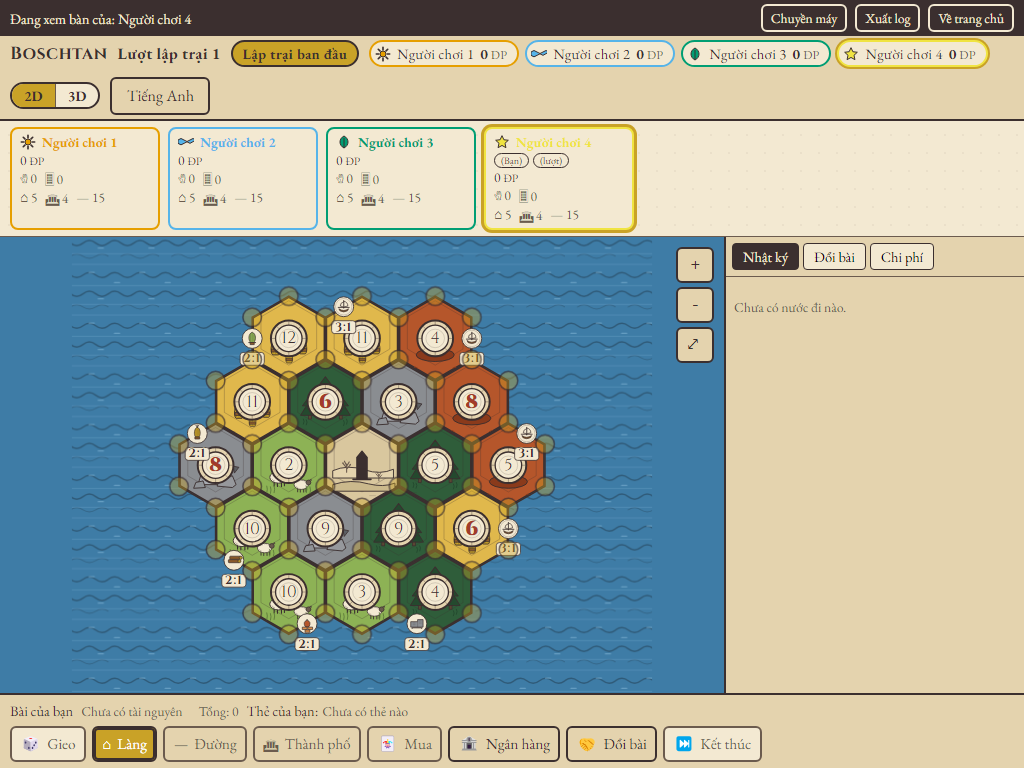 Đang xem bàn của: Người chơi 4
Chuyền máy
Xuất log
Về trang chủ
BOSCHTAN
Lượt lập trại 1
Lập trại ban đầu
Người chơi 1 0 ĐP
Người chơi 2 0 ĐP
Người chơi 3 0 ĐP
Người chơi 4 0 ĐP
2D
3D
Tiếng Anh
Người chơi 1
0 ĐP
0 0
5 4 — 15
Người chơi 2
0 ĐP
0 0
5 4 — 15
Người chơi 3
0 ĐP
0 0
5 4 — 15
Người chơi 4
(Bạn) (lượt)
0 ĐP
0 0
5 4 — 15
+
-
Nhật ký
Đổi bài
Chi phí
Chưa có nước đi nào.
3:1
12 11 4
2:1 3:1
11 6 3 8
2:1 3:1
8 2 5 5
10 9 9 6
3:1
2:1
10 3 4
2:1 2:1
Bài của bạn Chưa có tài nguyên Tổng: 0 Thẻ của bạn: Chưa có thẻ nào
Gieo
Làng
— Đường
Thành phố
Mua
Ngân hàng
Đổi bài
Kết thúc